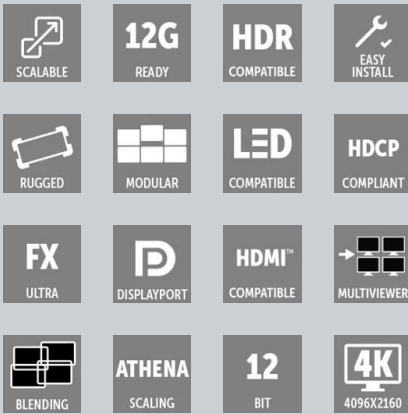 SCALABLE
12G
READY
HDR
COMPATIBLE
EASY
INSTALL
RUGGED
MODULAR
LED
COMPATIBLE
HDCP
COMPLIANT
FX
ULTRA
DISPLAYPORT
HDMI™
COMPATIBLE
MULTIVIEWER
BLENDING
ATHENA
SCALING
12
BIT
4K
4096X2160